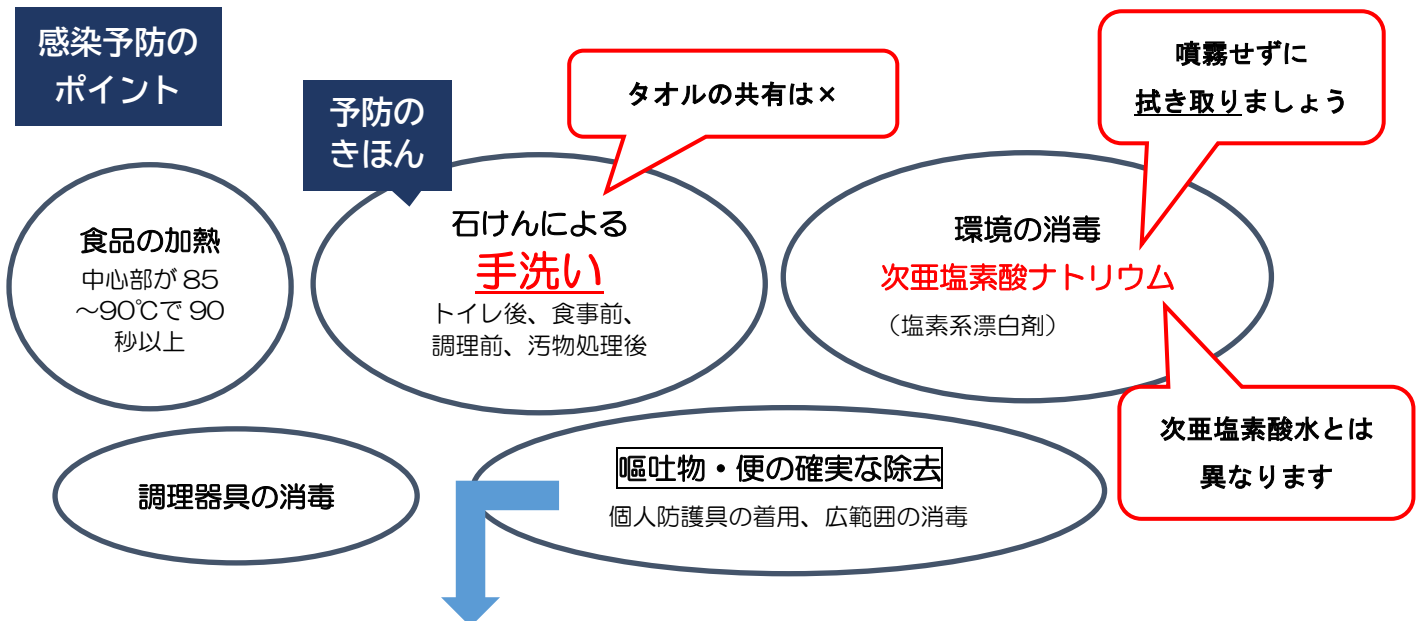 感染予防の
ポイント
予防の
きほん
タオルの共有は×
噴霧せずに
拭き取りましょう
食品の加熱
中心部が 85
～90℃で 90
秒以上
石けんによる
手洗い
トイレ後、食事前、
調理前、汚物処理後
環境の消毒
次亜塩素酸ナトリウム
（塩素系漂白剤）
次亜塩素酸水とは
異なります
調理器具の消毒
嘔吐物・便の確実な除去
個人防護具の着用、広範囲の消毒